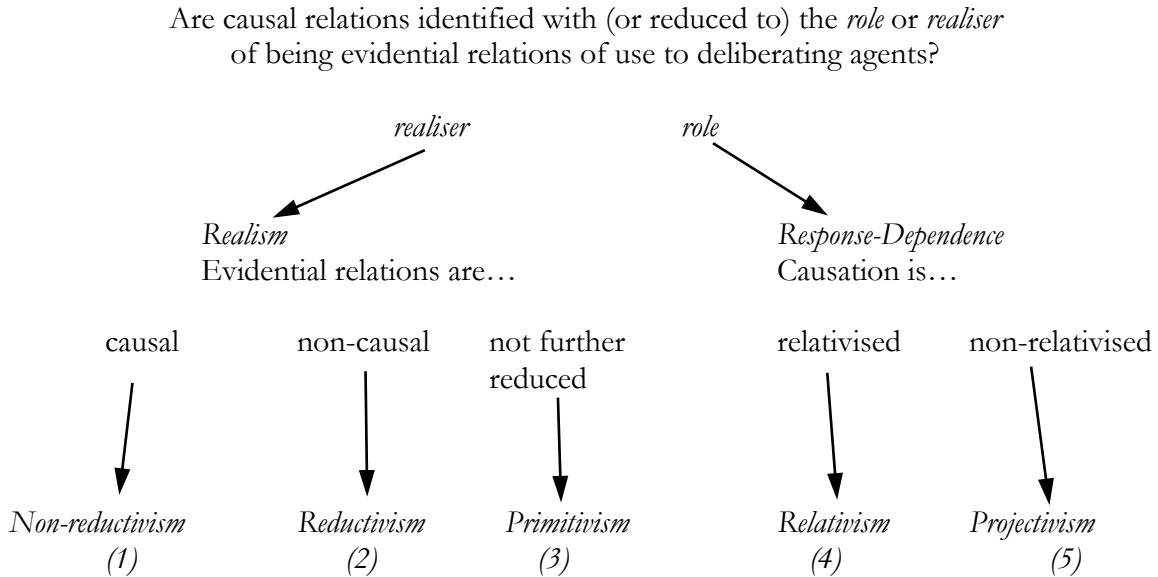 Are causal relations identified with (or reduced to) the role or realiser
of being evidential relations of use to deliberating agents?
realiser role
Realism Response-Dependence
Evidential relations are… Causation is…
causal non-causal not further relativised non-relativised
reduced
Non-reductivism Reductivism Primitivism Relativism Projectivism
(1) (2) (3) (4) (5)